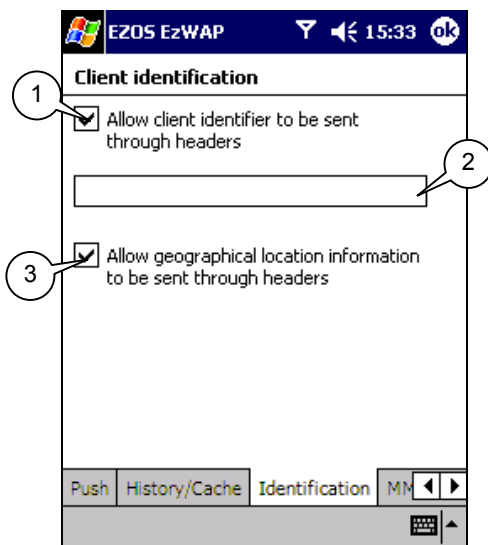 EZOS EzWAP 15:33 ok
Client identification
1
Allow client identifier to be sent
through headers
2
Allow geographical location information
to be sent through headers
3
Push History/Cache Identification MM